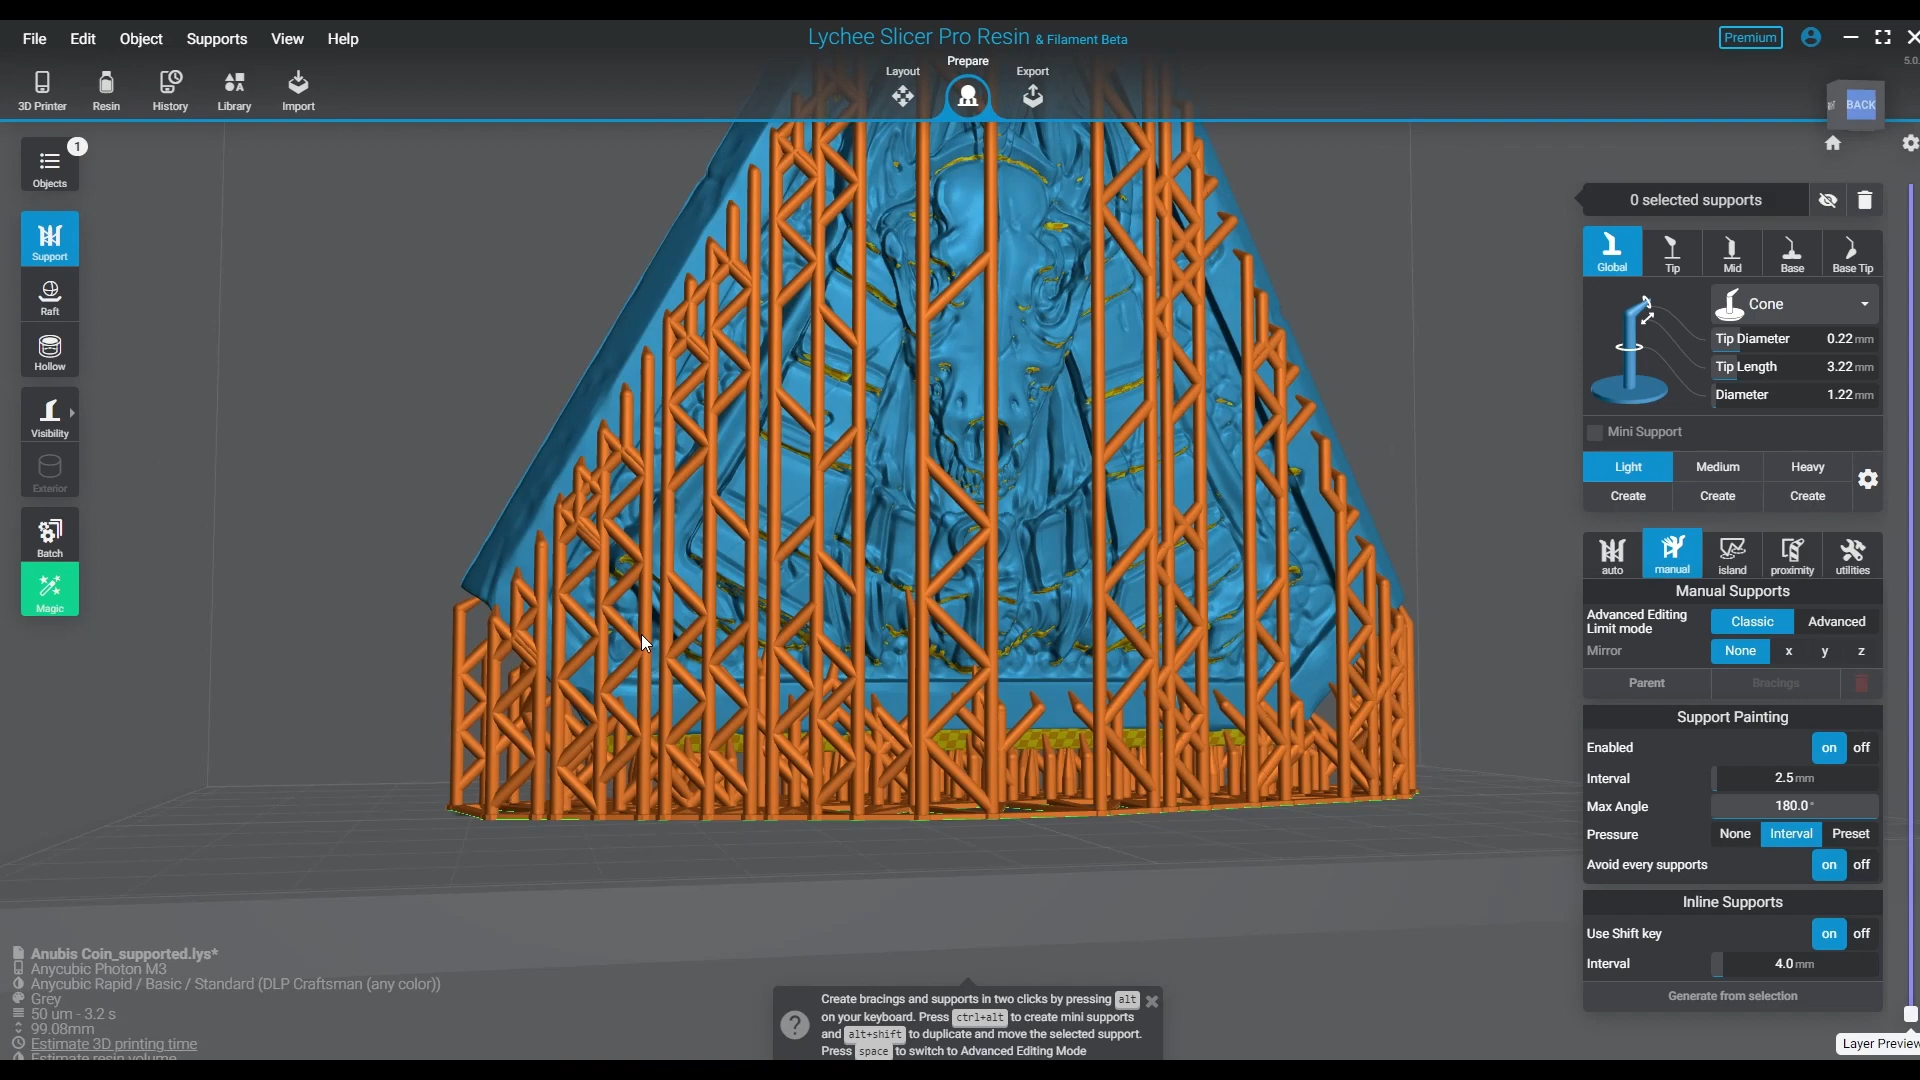 File Edit Object Supports View Help
Lychee Slicer Pro Resin & Filament Beta
Premium
5.0.
3D Printer Resin History Library Import
Layout Prepare Export
BACK
1
Objects
Support
Raft
Hollow
Visibility
Exterior
Batch
Magic
0 selected supports
Global Tip Mid Base Base Tip
Cone
Tip Diameter 0.22 mm
Tip Length 3.22 mm
Diameter 1.22 mm
Mini Support
Light Medium Heavy
Create Create Create
auto manual island proximity utilities
Manual Supports
Advanced Editing
Limit mode
Classic Advanced
Mirror None x y z
Parent Bracings
Support Painting
Enabled on off
Interval 2.5 mm
Max Angle 180.0 °
Pressure None Interval Preset
Avoid every supports on off
Inline Supports
Use Shift key on off
Interval 4.0 mm
Generate from selection
Layer Preview
Anubis Coin_supported.lys*
Anycubic Photon M3
Anycubic Rapid / Basic / Standard (DLP Craftsman (any color))
Grey
50 um - 3.2 s
99.08mm
Estimate 3D printing time
Estimate resin volume
Create bracings and supports in two clicks by pressing alt
on your keyboard. Press ctrl+alt to create mini supports
and alt+shift to duplicate and move the selected support.
Press space to switch to Advanced Editing Mode